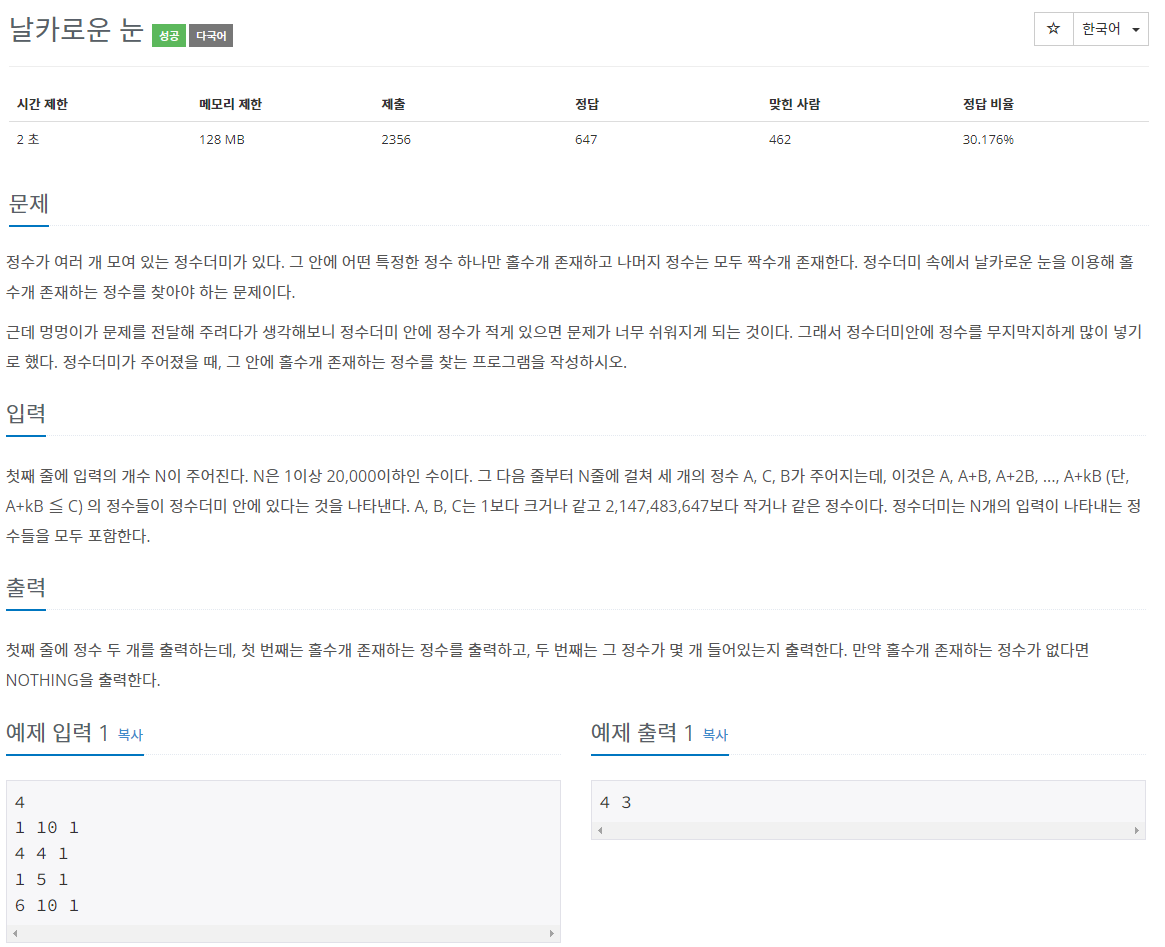 날카로운 눈 성공 다국어
☆ 한국어
시간 제한 메모리 제한 제출 정답 맞힌 사람 정답 비율
2 초 128 MB 2356 647 462 30.176%
문제
정수가 여러 개 모여 있는 정수더미가 있다. 그 안에 어떤 특정한 정수 하나만 홀수개 존재하고 나머지 정수는 모두 짝수개 존재한다. 정수더미 속에서 날카로운 눈을 이용해 홀
수개 존재하는 정수를 찾아야 하는 문제이다.
근데 멍멍이가 문제를 전달해 주려다가 생각해보니 정수더미 안에 정수가 적게 있으면 문제가 너무 쉬워지게 되는 것이다. 그래서 정수더미안에 정수를 무지막지하게 많이 넣기
로 했다. 정수더미가 주어졌을 때, 그 안에 홀수개 존재하는 정수를 찾는 프로그램을 작성하시오.
입력
첫째 줄에 입력의 개수 N이 주어진다. N은 1이상 20,000이하인 수이다. 그 다음 줄부터 N줄에 걸쳐 세 개의 정수 A, C, B가 주어지는데, 이것은 A, A+B, A+2B, ..., A+kB (단,
A+kB ≦ C) 의 정수들이 정수더미 안에 있다는 것을 나타낸다. A, B, C는 1보다 크거나 같고 2,147,483,647보다 작거나 같은 정수이다. 정수더미는 N개의 입력이 나타내는 정
수들을 모두 포함한다.
출력
첫째 줄에 정수 두 개를 출력하는데, 첫 번째는 홀수개 존재하는 정수를 출력하고, 두 번째는 그 정수가 몇 개 들어있는지 출력한다. 만약 홀수개 존재하는 정수가 없다면
NOTHING을 출력한다.
예제 입력 1 복사
4
1 10 1
4 4 1
1 5 1
6 10 1
예제 출력 1 복사
4 3